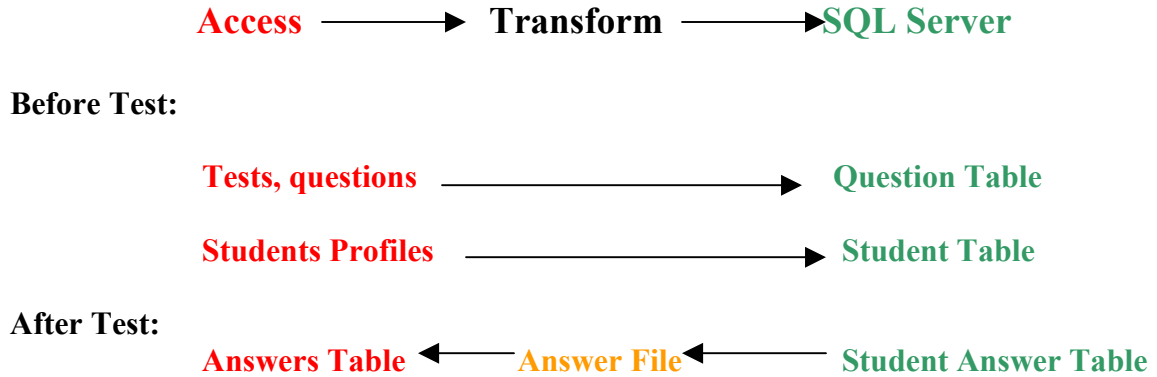 Access Transform SQL Server
Before Test:
Tests, questions Question Table
Students Profiles Student Table
After Test:
Answers Table Answer File Student Answer Table